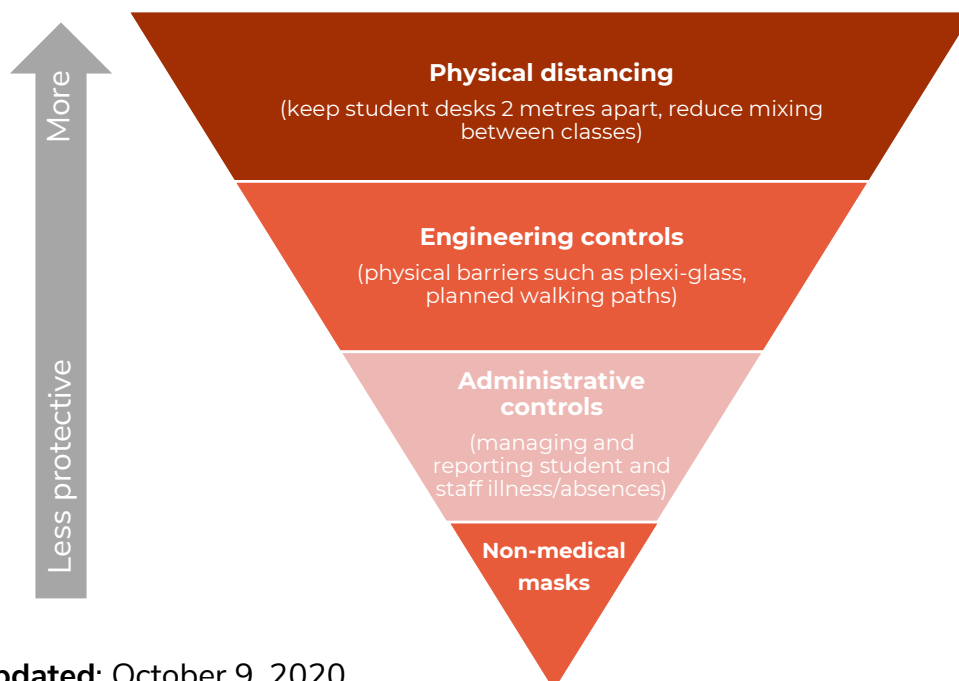 More
Less protective
Physical distancing
(keep student desks 2 metres apart, reduce mixing
between classes)
Engineering controls
(physical barriers such as plexi-glass,
planned walking paths)
Administrative
controls
(managing and
reporting student and
staff illness/absences)
Non-medical
masks
pdated: October 9, 2020